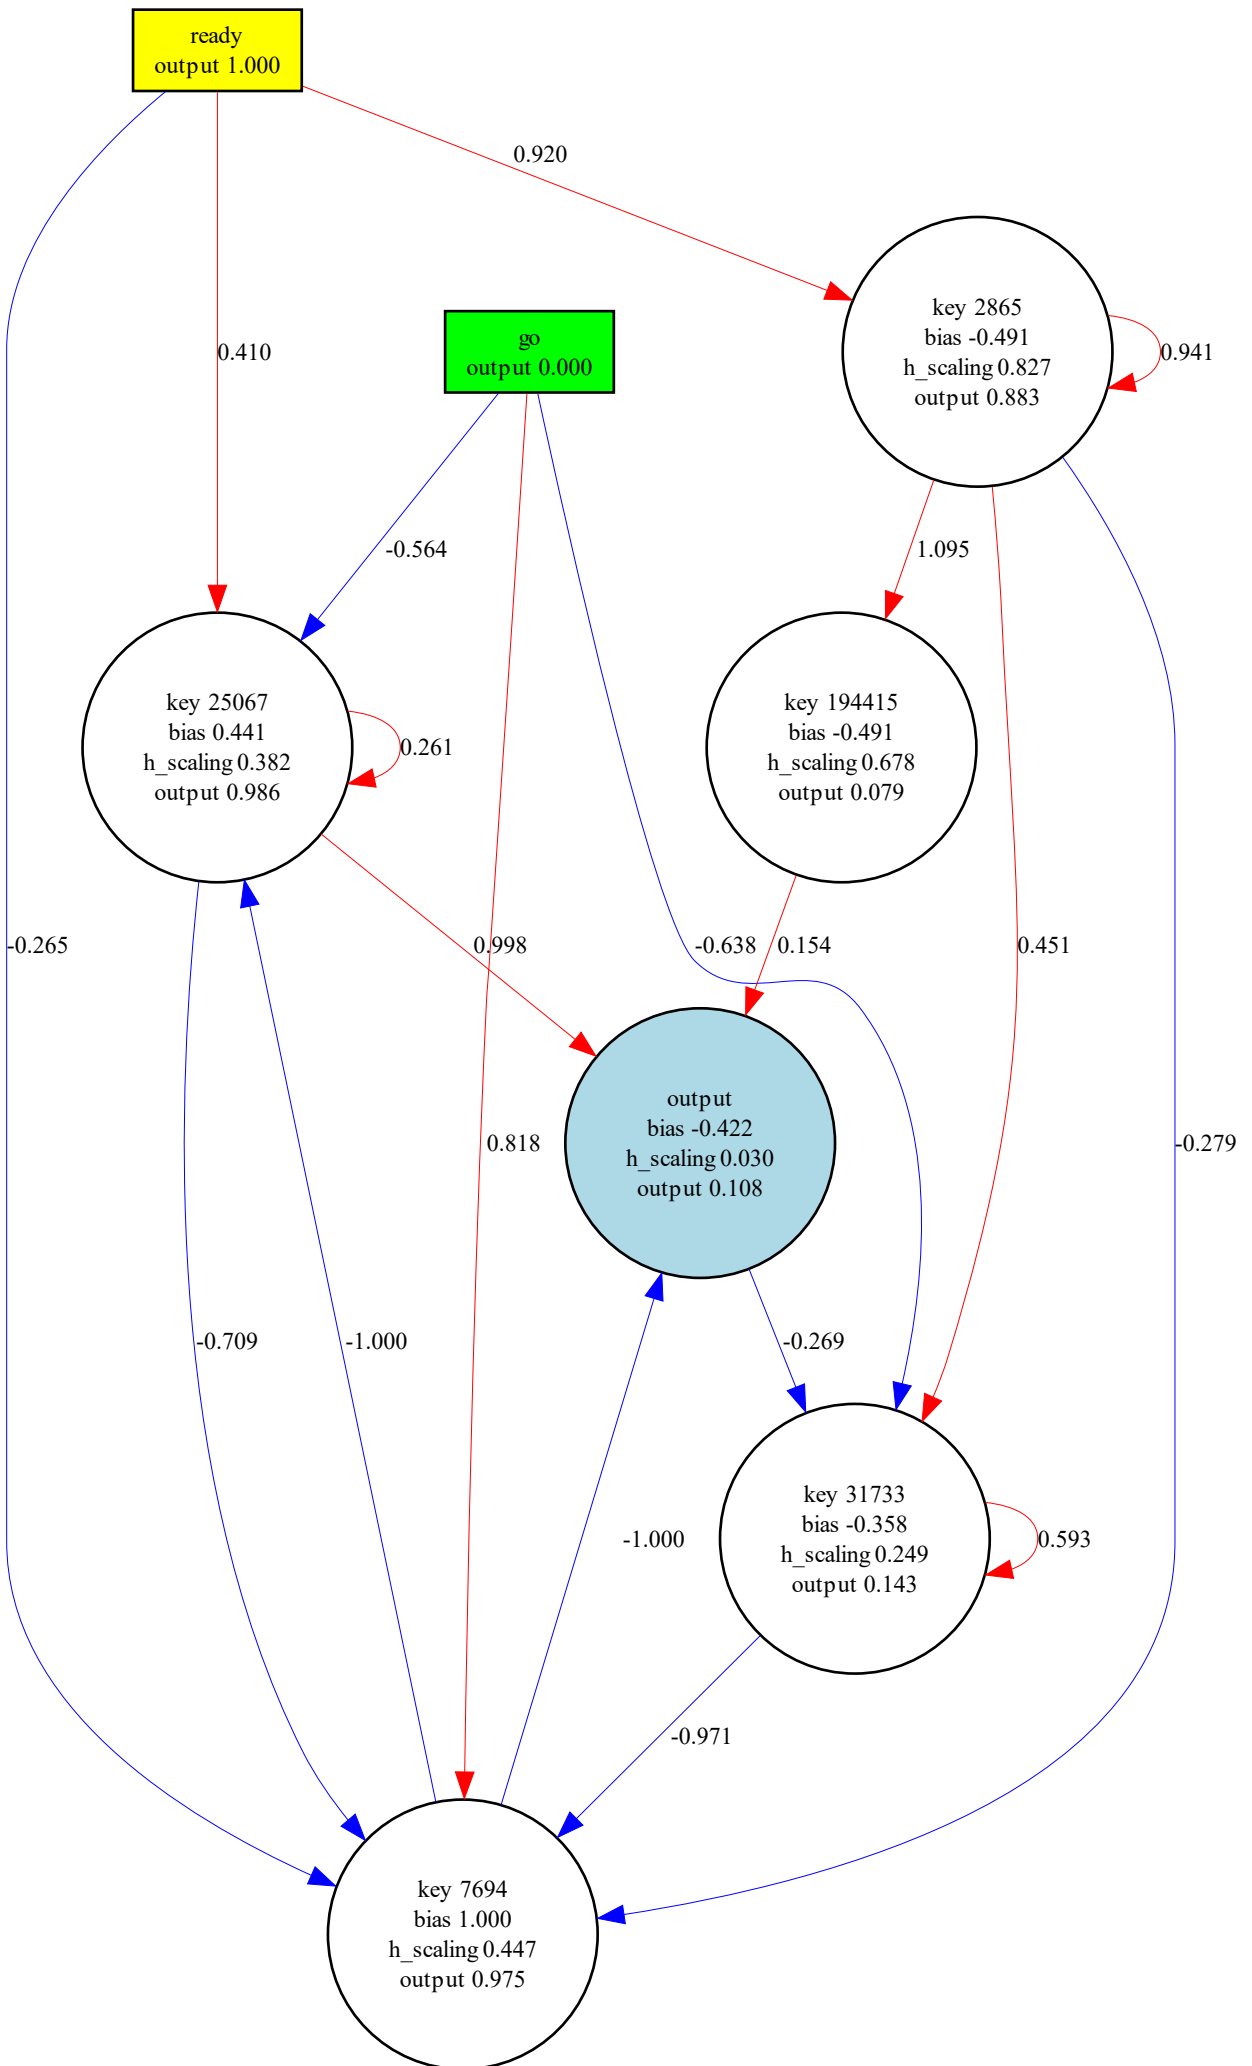 ready
output 1.000
0.920
key 2865
bias -0.491
h_scaling 0.827
output 0.883
0.941
go
output 0.000
0.410
-0.564
1.095
key 25067
bias 0.441
h_scaling 0.382
output 0.986
0.261
key 194415
bias -0.491
h_scaling 0.678
output 0.079
-0.265
0.998
-0.638
0.154
0.451
output
bias -0.422
h_scaling 0.030
output 0.108
0.818
-0.279
-0.709
-1.000
-0.269
key 31733
bias -0.358
h_scaling 0.249
output 0.143
0.593
-1.000
-0.971
key 7694
bias 1.000
h_scaling 0.447
output 0.975